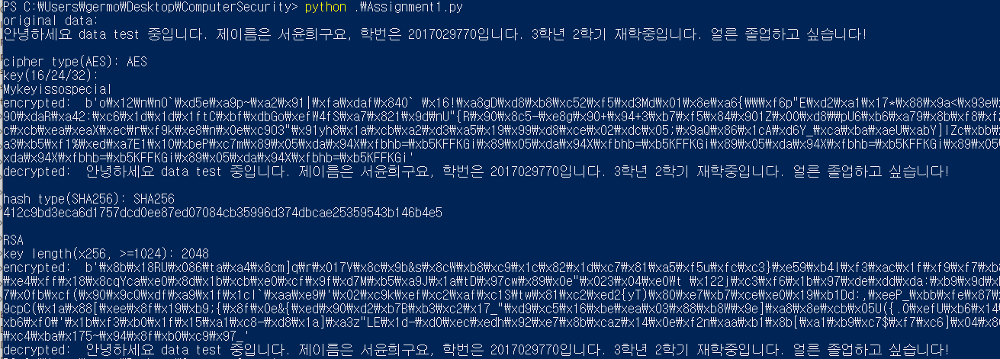 PS C:₩Users₩germo₩Desktop₩ComputerSecurity> python .₩Assignment1.py
original data:
안녕하세요 data test 중입니다. 제이름은 서윤희구요, 학번은 2017029770입니다. 3학년 2학기 재학중입니다. 얼른 졸업하고 싶습니다!
cipher type(AES): AES
key(16/24/32):
Mykeyissospecial
encrypted:  b'o₩x12₩n₩n0`₩xd5e₩xa9p~₩xa2₩x91|₩xfa₩xdaf₩x840` ₩x16!₩xa8gD₩xd8₩xb8₩xc52₩xf5₩xd3Md₩x01₩x8e₩xa6{₩₩₩xf6p"E₩xd2₩xa1₩x17*₩x88₩x9a<₩x93e₩x
90₩xdaR₩xa42:₩xc6₩x1d₩x1d₩x1ftC₩xbf₩xdbGo₩xefW4fS₩xa7₩x821₩x9d₩nU"{R₩x90₩x8c5-₩xe8g₩x90+₩x94+3₩xb7₩xf5₩x84₩x901Z₩x00₩xd8₩₩pU6₩xb6₩xa79₩x8b₩xf8₩xf
c₩xcb₩xea₩xeaX₩xec₩r₩xf9k₩xe8₩n₩x0e₩xc903"₩x91yh8₩x1a₩xcb₩xa2₩xd3₩xa5₩x19₩x99₩xd8₩xce₩x02₩xdc₩x05;₩x9aQ₩x86₩x1cA₩xd6Y_₩xca₩xba₩xaeU₩xabY]lZc₩xbb₩x
a3₩xb5₩xf1%₩xed₩xa7E1₩x10₩xbeP₩xc7m₩x89₩x05₩xda₩x94X₩xfbhb=₩xb5KFFKGi₩x89₩x05₩xda₩x94X₩xfbhb=₩xb5KFFKGi₩x89₩x05₩xda₩x94X₩xfbhb=₩xb5KFFKGi₩x89₩x05₩
xda₩x94X₩xfbhb=₩xb5KFFKGi₩x89₩x05₩xda₩x94X₩xfbhb=₩xb5KFFKGi'
decrypted:  안녕하세요 data test 중입니다. 제이름은 서윤희구요, 학번은 2017029770입니다. 3학년 2학기 재학중입니다. 얼른 졸업하고 싶습니다!
hash type(SHA256): SHA256
412c9bd3eca6d1757dcd0ee87ed07084cb35996d374dbcae25359543b146b4e5
RSA
key length(x256, >=1024): 2048
encrypted:  b'₩x8b₩x18RU₩x086₩ta₩xa4₩x8cm]q₩r₩x017V₩x8c₩x9b&s₩x8cW₩xb8₩xc9₩x1c₩x82₩x1d₩xc7₩x81₩xa5₩xf5u₩xfc₩xc3}₩xe59₩xb4l₩xf3₩xac₩x1f₩xf9₩xf7₩xb
₩xe4₩xff₩x18₩x8cqYca₩xe0₩x8d₩x1b₩xcb₩xe0₩xcf₩x9f₩xd7M₩xb5₩xa9J₩x1a₩tD₩x97cw₩x89₩x0e"₩x023₩x04₩xe0Wt ₩x122j₩xc3₩xf6₩x1b₩x97₩xde₩xdd₩xda:₩xb9₩x9d₩x
7₩x0fb₩xcf(₩x90₩x9cQ₩xdf₩xa9₩x1f₩x1cl`₩xaa₩xe9₩'₩x02₩xc9k₩xef₩xc2₩xaf₩xc1S₩tw₩x81₩xc2₩xed2{yT)₩x80₩xe7₩xb7₩xce₩xe0₩x19₩xb1Dd:,₩xeeP_₩xbb₩xfe₩x87₩
9cpC(₩x1a₩x88[₩xee₩x8f₩x19₩xb9;{₩x8f₩x0e&{₩xed₩x90₩xd2₩xb7B₩xb3₩xc2₩x17_"₩xd9₩xc5₩x16₩xbe₩xea₩x03₩x88₩xb8W₩x9e]₩xa8₩x8e₩xcb₩x05U({.0₩xefU₩xb6₩x14
xb6₩xf0₩'₩x1b₩xf3₩xb0₩x1f₩x15₩xa1₩xc8-₩xd8₩x1a]₩xa3z"LE₩x1d-₩xd0₩xec₩xedh₩x92₩xe7₩x8b₩xcaz₩x14₩x0e₩xf2n₩xaa₩xb1₩x8b[₩xa1₩xb9₩xc7$₩xf7₩xc6]₩x04₩x8
₩xc4₩xba₩x175~₩x94₩x8f₩xb0₩xc9₩x97_'
decrypted:  안녕하세요 data test 중입니다. 제이름은 서윤희구요, 학번은 2017029770입니다. 3학년 2학기 재학중입니다. 얼른 졸업하고 싶습니다!